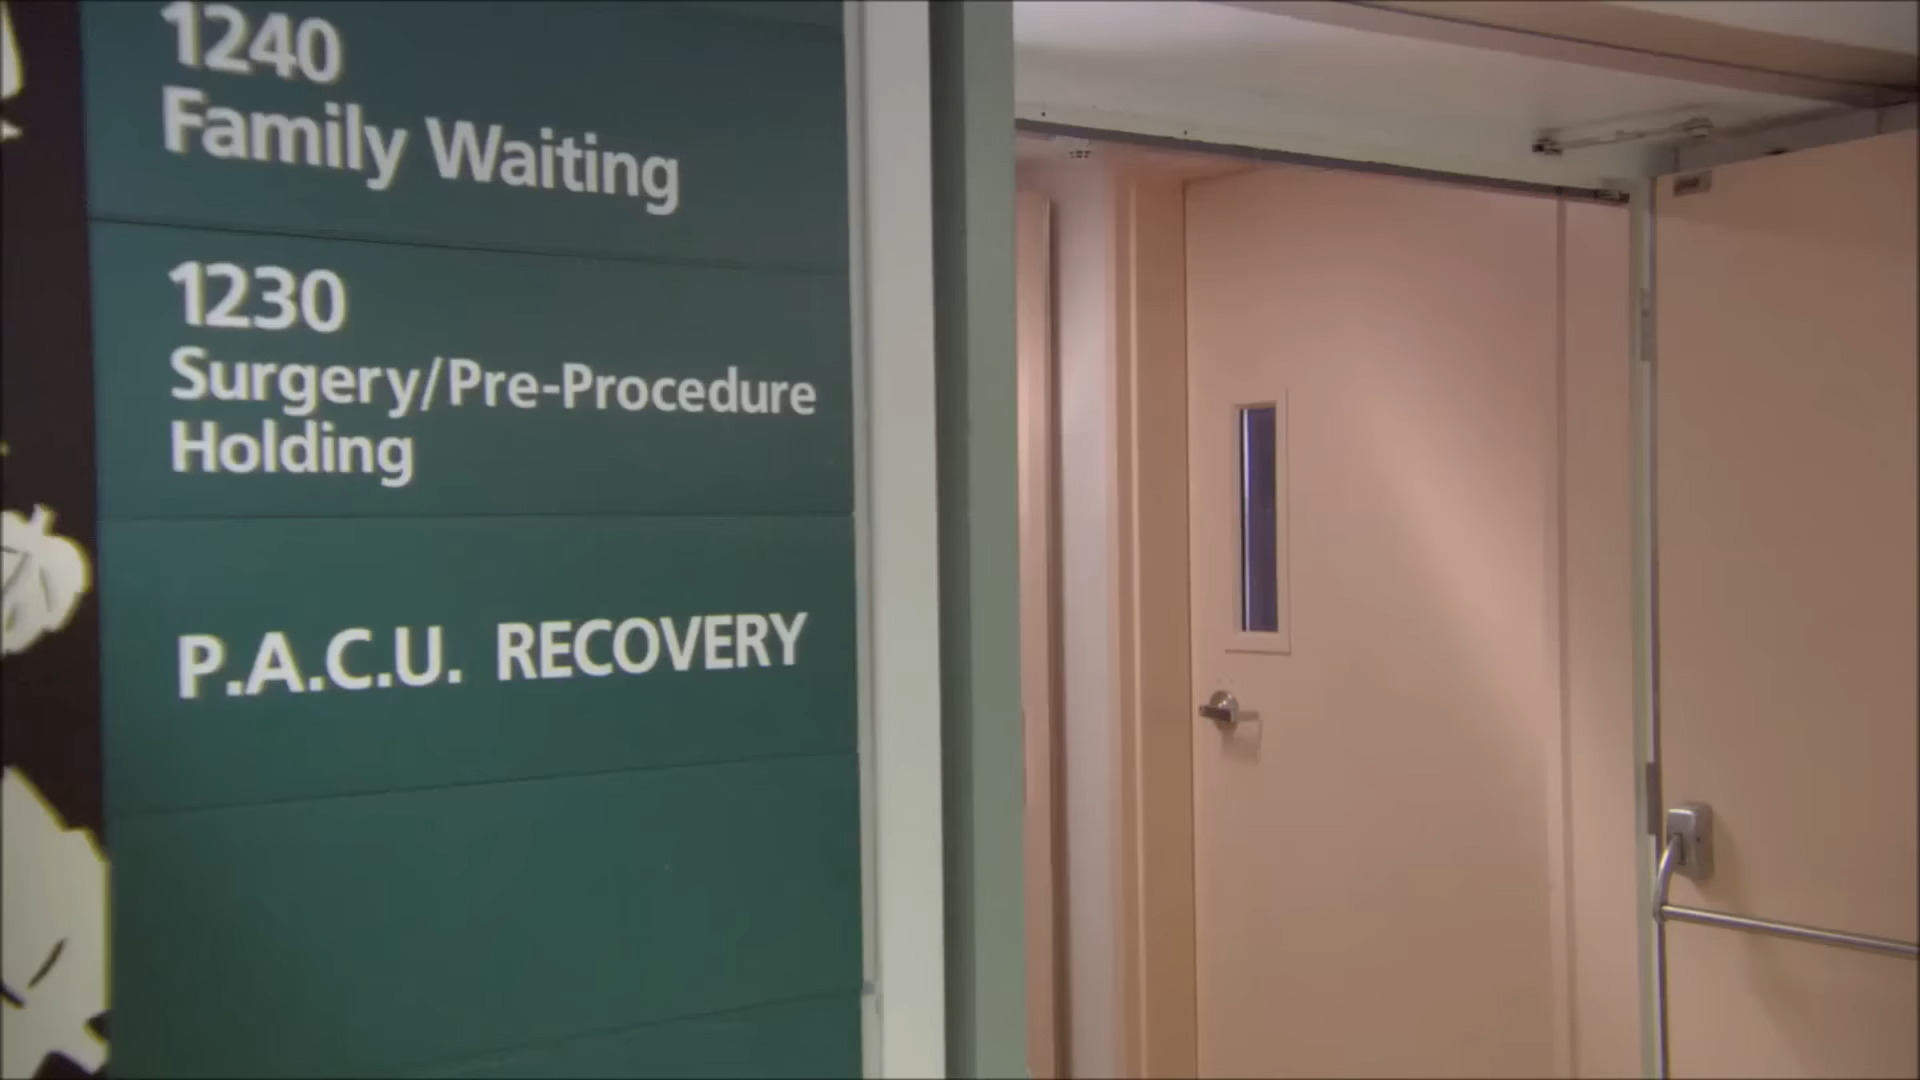 1240
Family Waiting
1230
Surgery/Pre-Procedure
Holding
P.A.C.U. RECOVERY